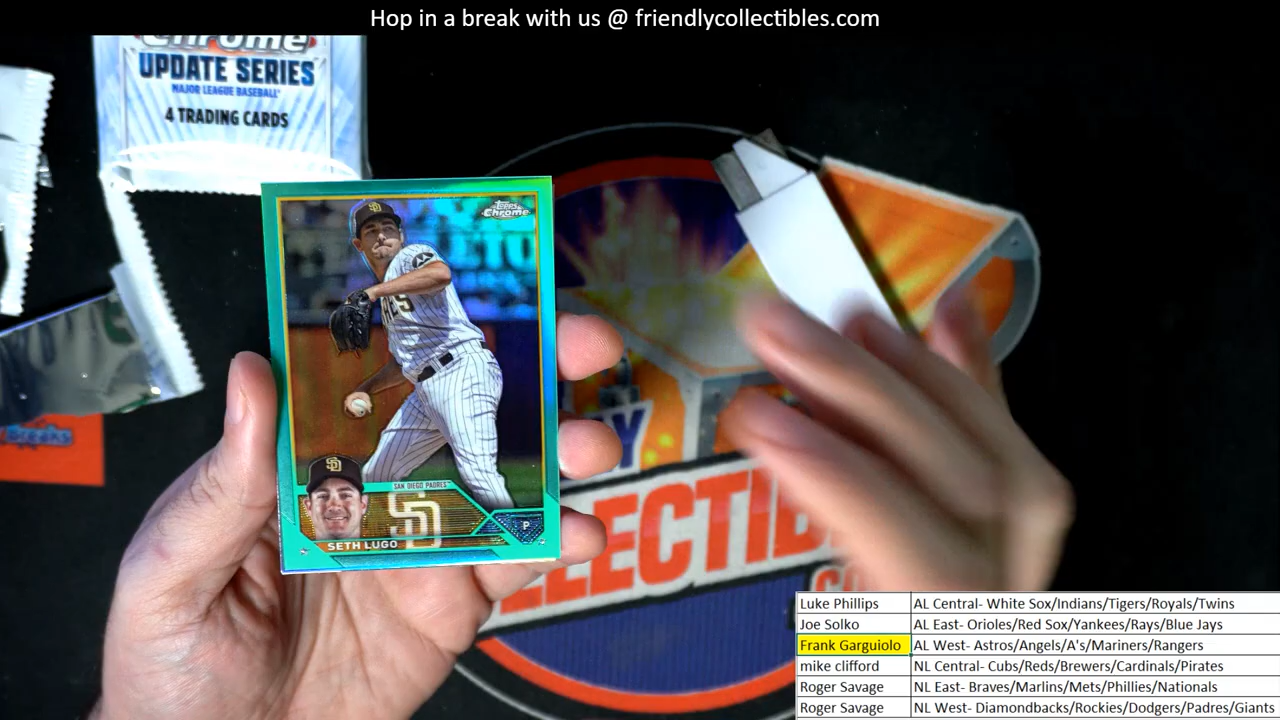 Hop in a break with us @ friendlycollectibles.com
Chrome
UPDATE SERIES
MAJOR LEAGUE BASEBALL
4 TRADING CARDS
Topps
Chrome
SD
SAN DIEGO PADRES
SD
P
SETH LUGO
Breaks
Luke Phillips AL Central- White Sox/Indians/Tigers/Royals/Twins
Joe Solko AL East- Orioles/Red Sox/Yankees/Rays/Blue Jays
Frank Garguiolo AL West- Astros/Angels/A's/Mariners/Rangers
mike clifford NL Central- Cubs/Reds/Brewers/Cardinals/Pirates
Roger Savage NL East- Braves/Marlins/Mets/Phillies/Nationals
Roger Savage NL West- Diamondbacks/Rockies/Dodgers/Padres/Giants